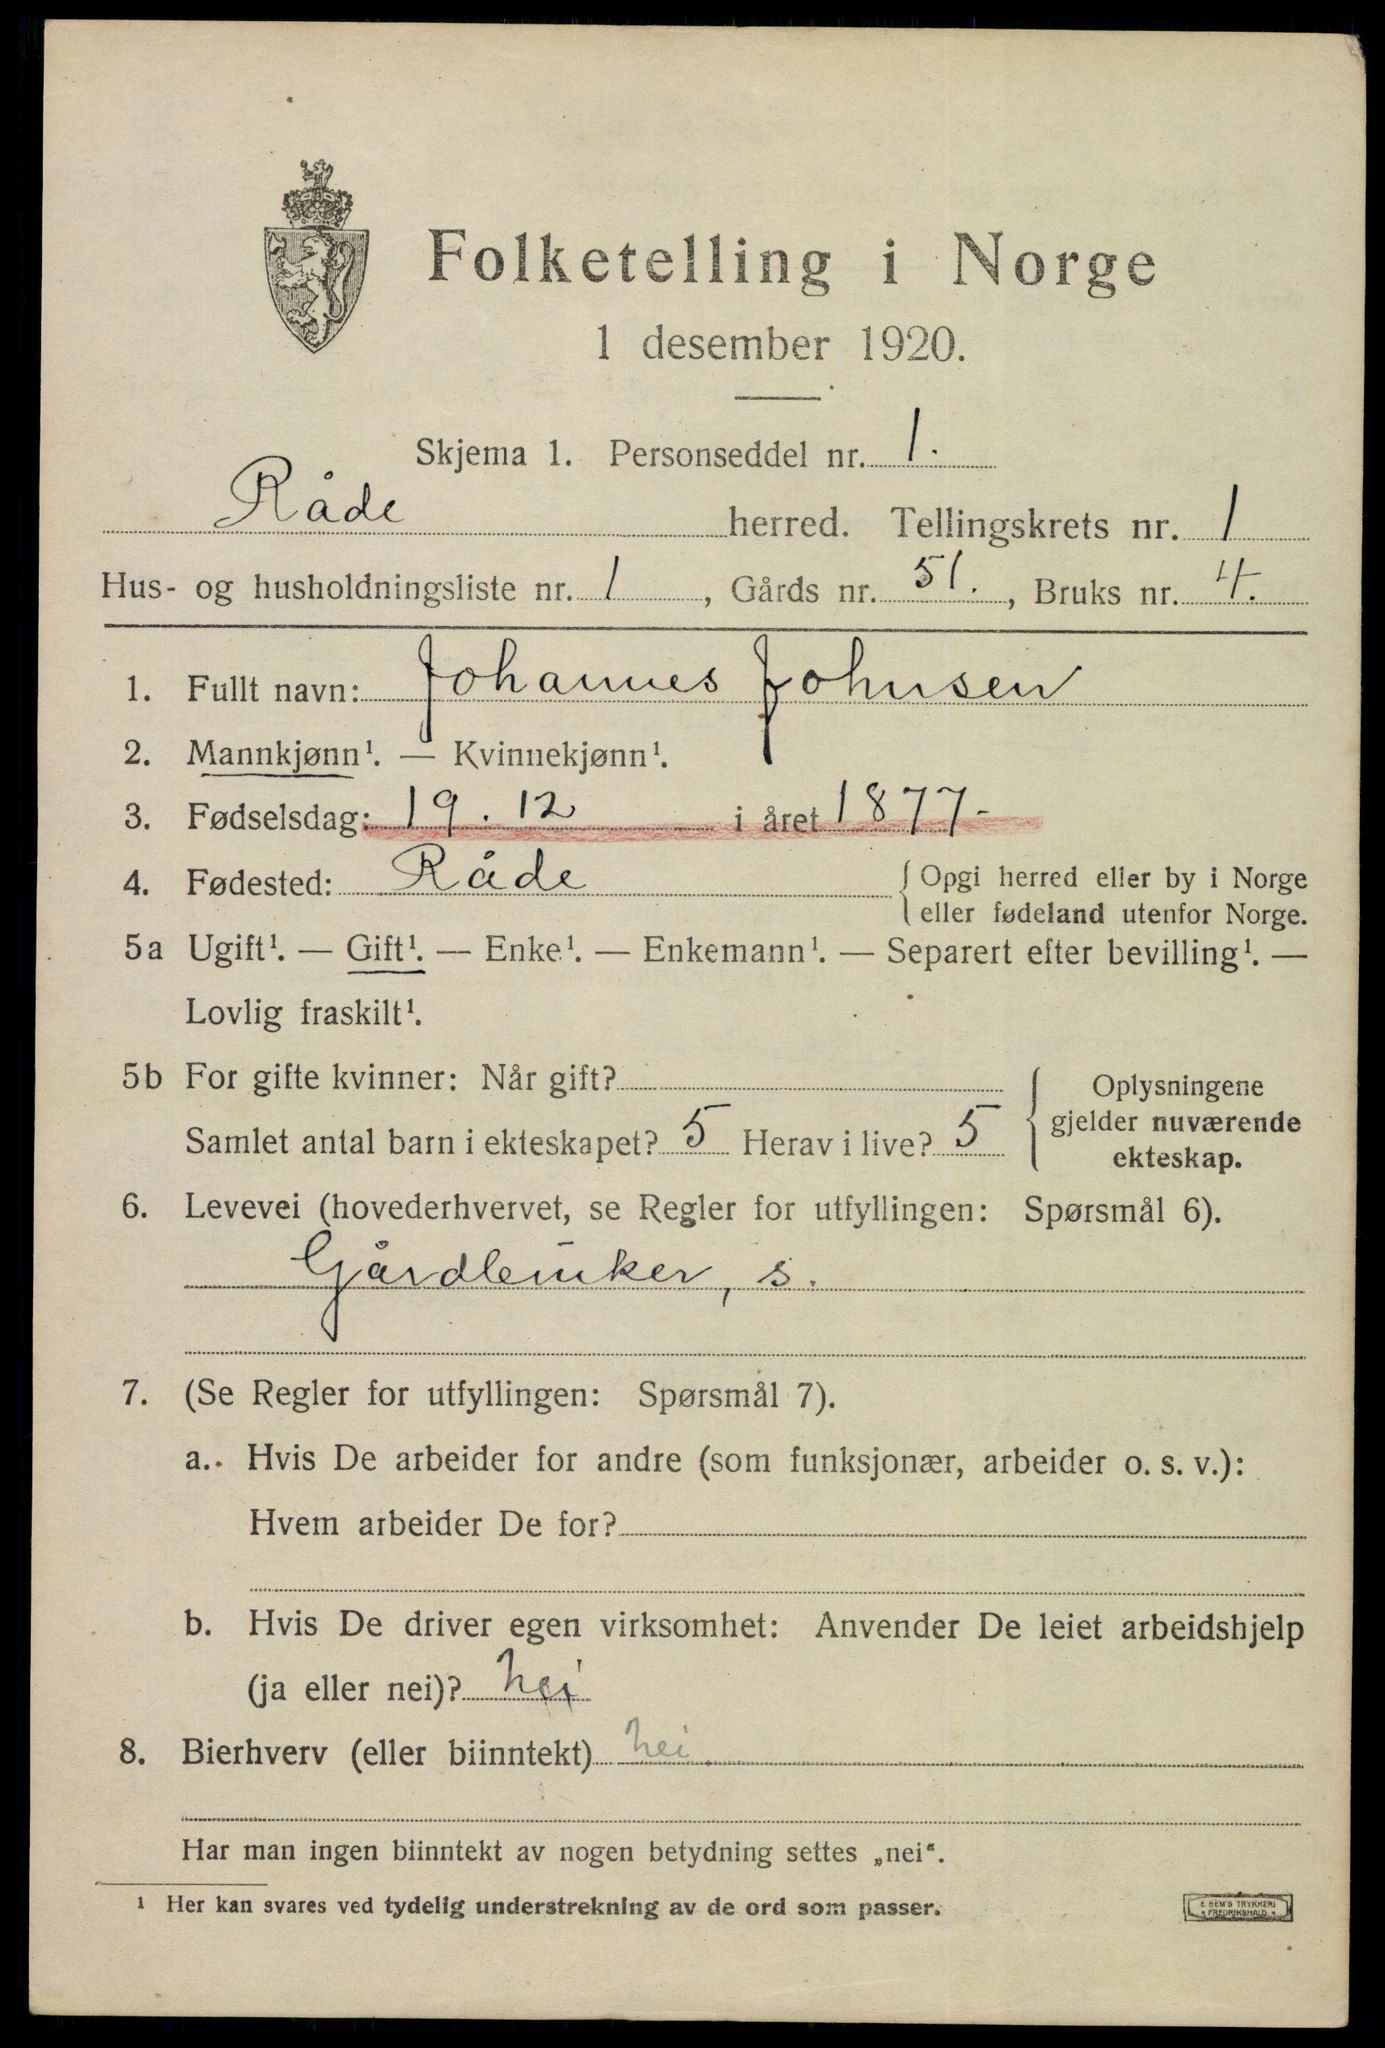 Folketelling i Norge
1 desember 1920.
Skjema 1. Personseddel nr. 1.
Råde herred. Tellingskrets nr. 1
Hus- og husholdningsliste nr. 1, Gårds nr. 51., Bruks nr. 4.
1. Fullt navn: Johannes Johnsen
2. Mannkjønn¹. — Kvinnekjønn¹.
3. Fødselsdag: 19. 12 i året 1877-
4. Fødested: Råde {Opgi herred eller by i Norge
eller fødeland utenfor Norge.
5a Ugift¹. — Gift¹. — Enke¹. — Enkemann¹. — Separert efter bevilling¹. —
Lovlig fraskilt¹.
5b For gifte kvinner: Når gift?
Samlet antal barn i ekteskapet? 5 Herav i live? 5
Oplysningene
gjelder nuværende
ekteskap.
6. Levevei (hovederhvervet, se Regler for utfyllingen: Spørsmål 6).
Gårdbruker, s.
7. (Se Regler for utfyllingen: Spørsmål 7).
a. Hvis De arbeider for andre (som funksjonær, arbeider o. s. v.):
Hvem arbeider De for?
b. Hvis De driver egen virksomhet: Anvender De leiet arbeidshjelp
(ja eller nei)? nei
8. Bierhverv (eller biinntekt) nei.
Har man ingen biinntekt av nogen betydning settes „nei“.
¹ Her kan svares ved tydelig understrekning av de ord som passer.
E SEM'S TRYKKERI
FREDRIKSHALD